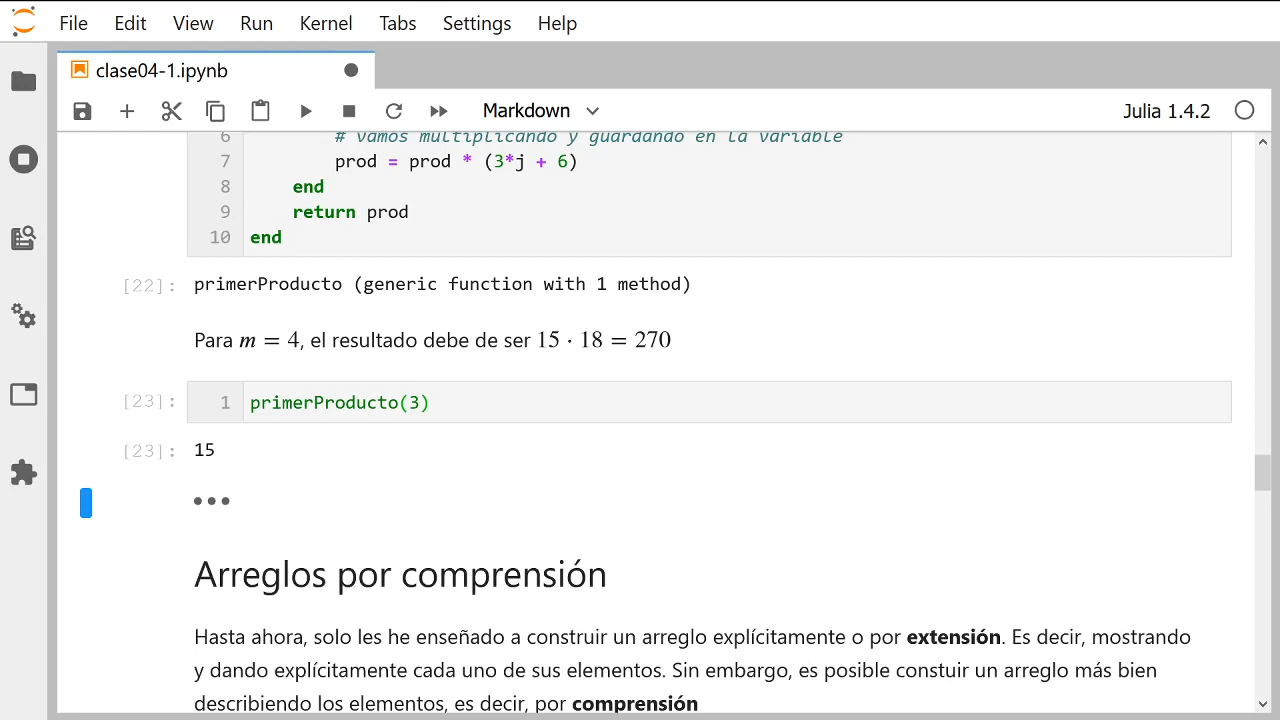 File Edit View Run Kernel Tabs Settings Help
clase04-1.ipynb
Markdown
Julia 1.4.2
6 # vamos multiplicando y guardando en la variable
7 prod = prod * (3*j + 6)
8 end
9 return prod
10 end
[22]: primerProducto (generic function with 1 method)
Para m = 4, el resultado debe de ser 15 · 18 = 270
[23]: 1 primerProducto(3)
[23]: 15
Arreglos por comprensión
Hasta ahora, solo les he enseñado a construir un arreglo explícitamente o por extensión. Es decir, mostrando
y dando explícitamente cada uno de sus elementos. Sin embargo, es posible constuir un arreglo más bien
describiendo los elementos, es decir, por comprensión